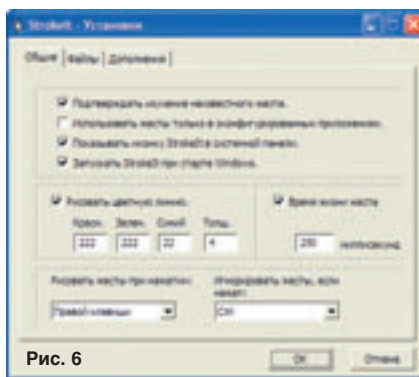 StrokeIt - Установки
Общие Файлы Дополнения
Подтверждать изучение неизвестного жеста.
Использовать жесты только в сконфигурированных приложениях.
Показывать иконку StrokeIt в системной панели.
Запускать StrokeIt при старте Windows.
Рисовать цветную линию. Время жизни жеста
Красн. Зелен. Синий Толщ.
222 222 22 4 250 миллисекунд
Рисовать жесты при нажатии: Игнорировать жесты, если нажат:
Правой клавиши Ctrl
Рис. 6 OK Отмена